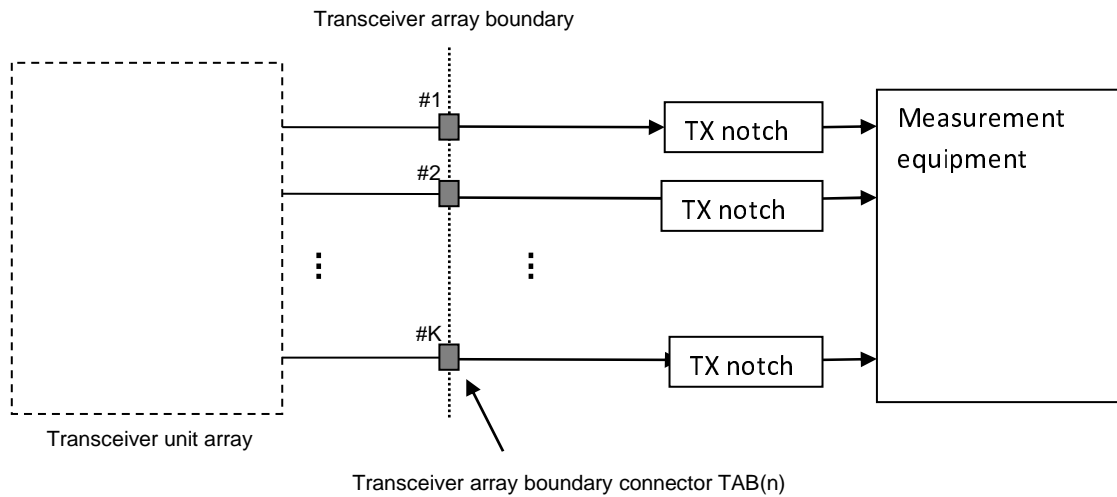 Transceiver array boundary
#1
TX notch
Measurement
equipment
#2
TX notch
#K
TX notch
Transceiver unit array
Transceiver array boundary connector TAB(n)